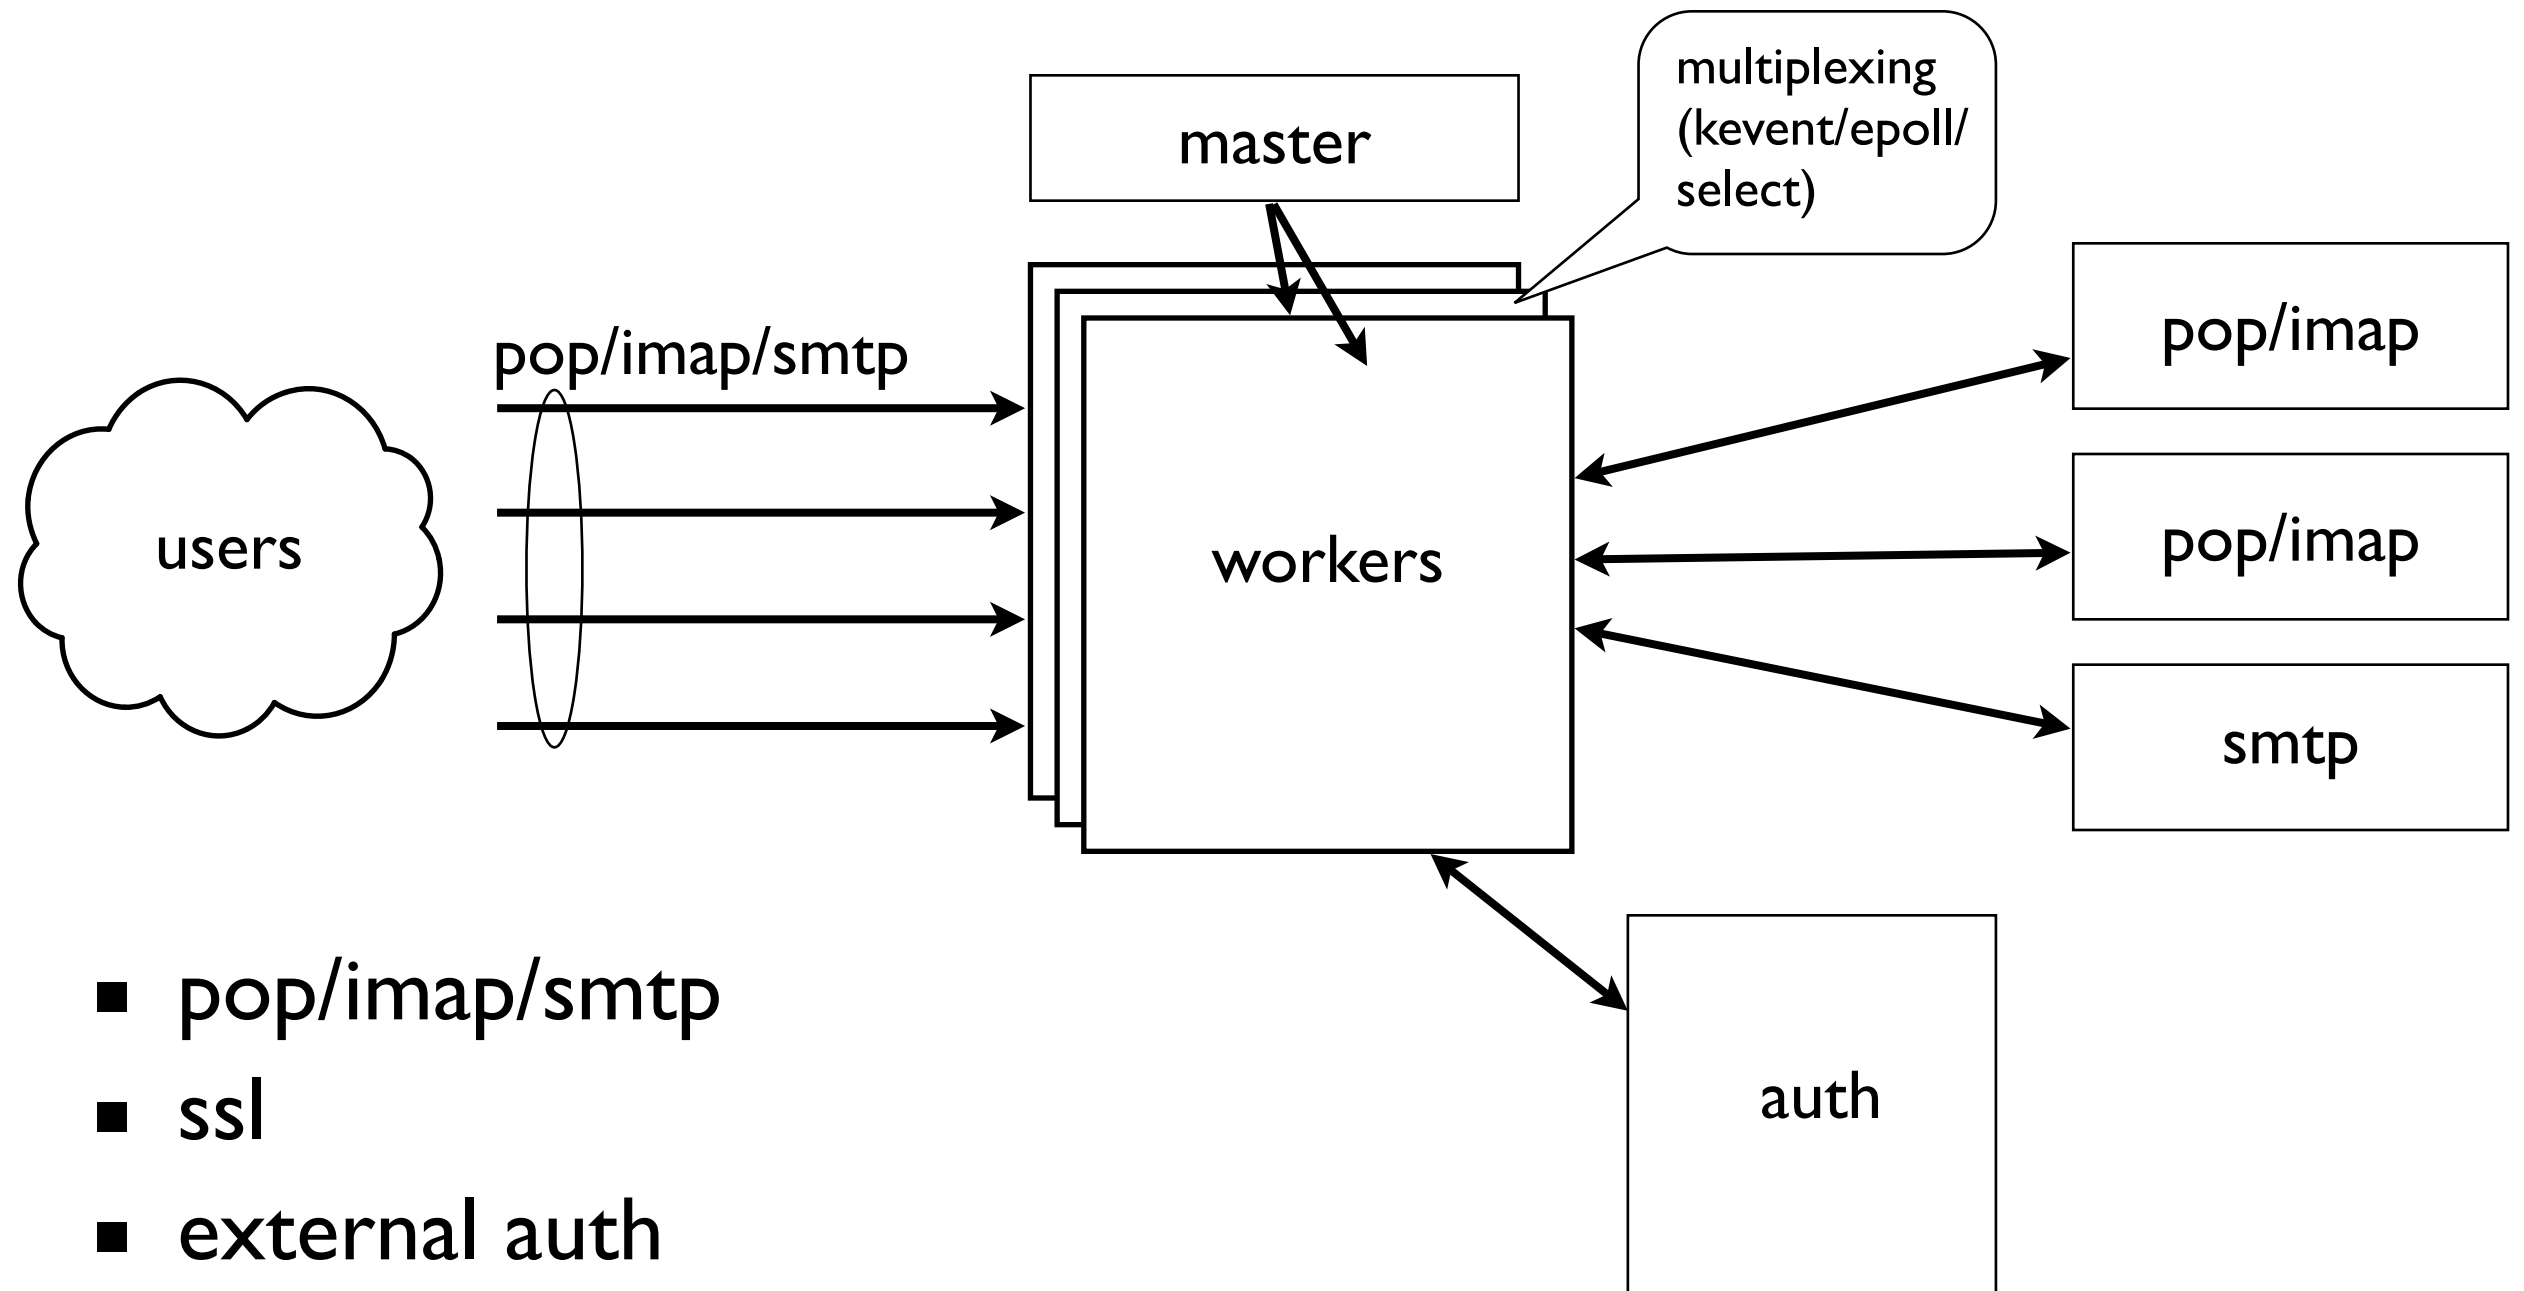 multiplexing
(kevent/epoll/
select)
master
pop/imap/smtp
users
workers
pop/imap
pop/imap
smtp
auth
▪ pop/imap/smtp
▪ ssl
▪ external auth